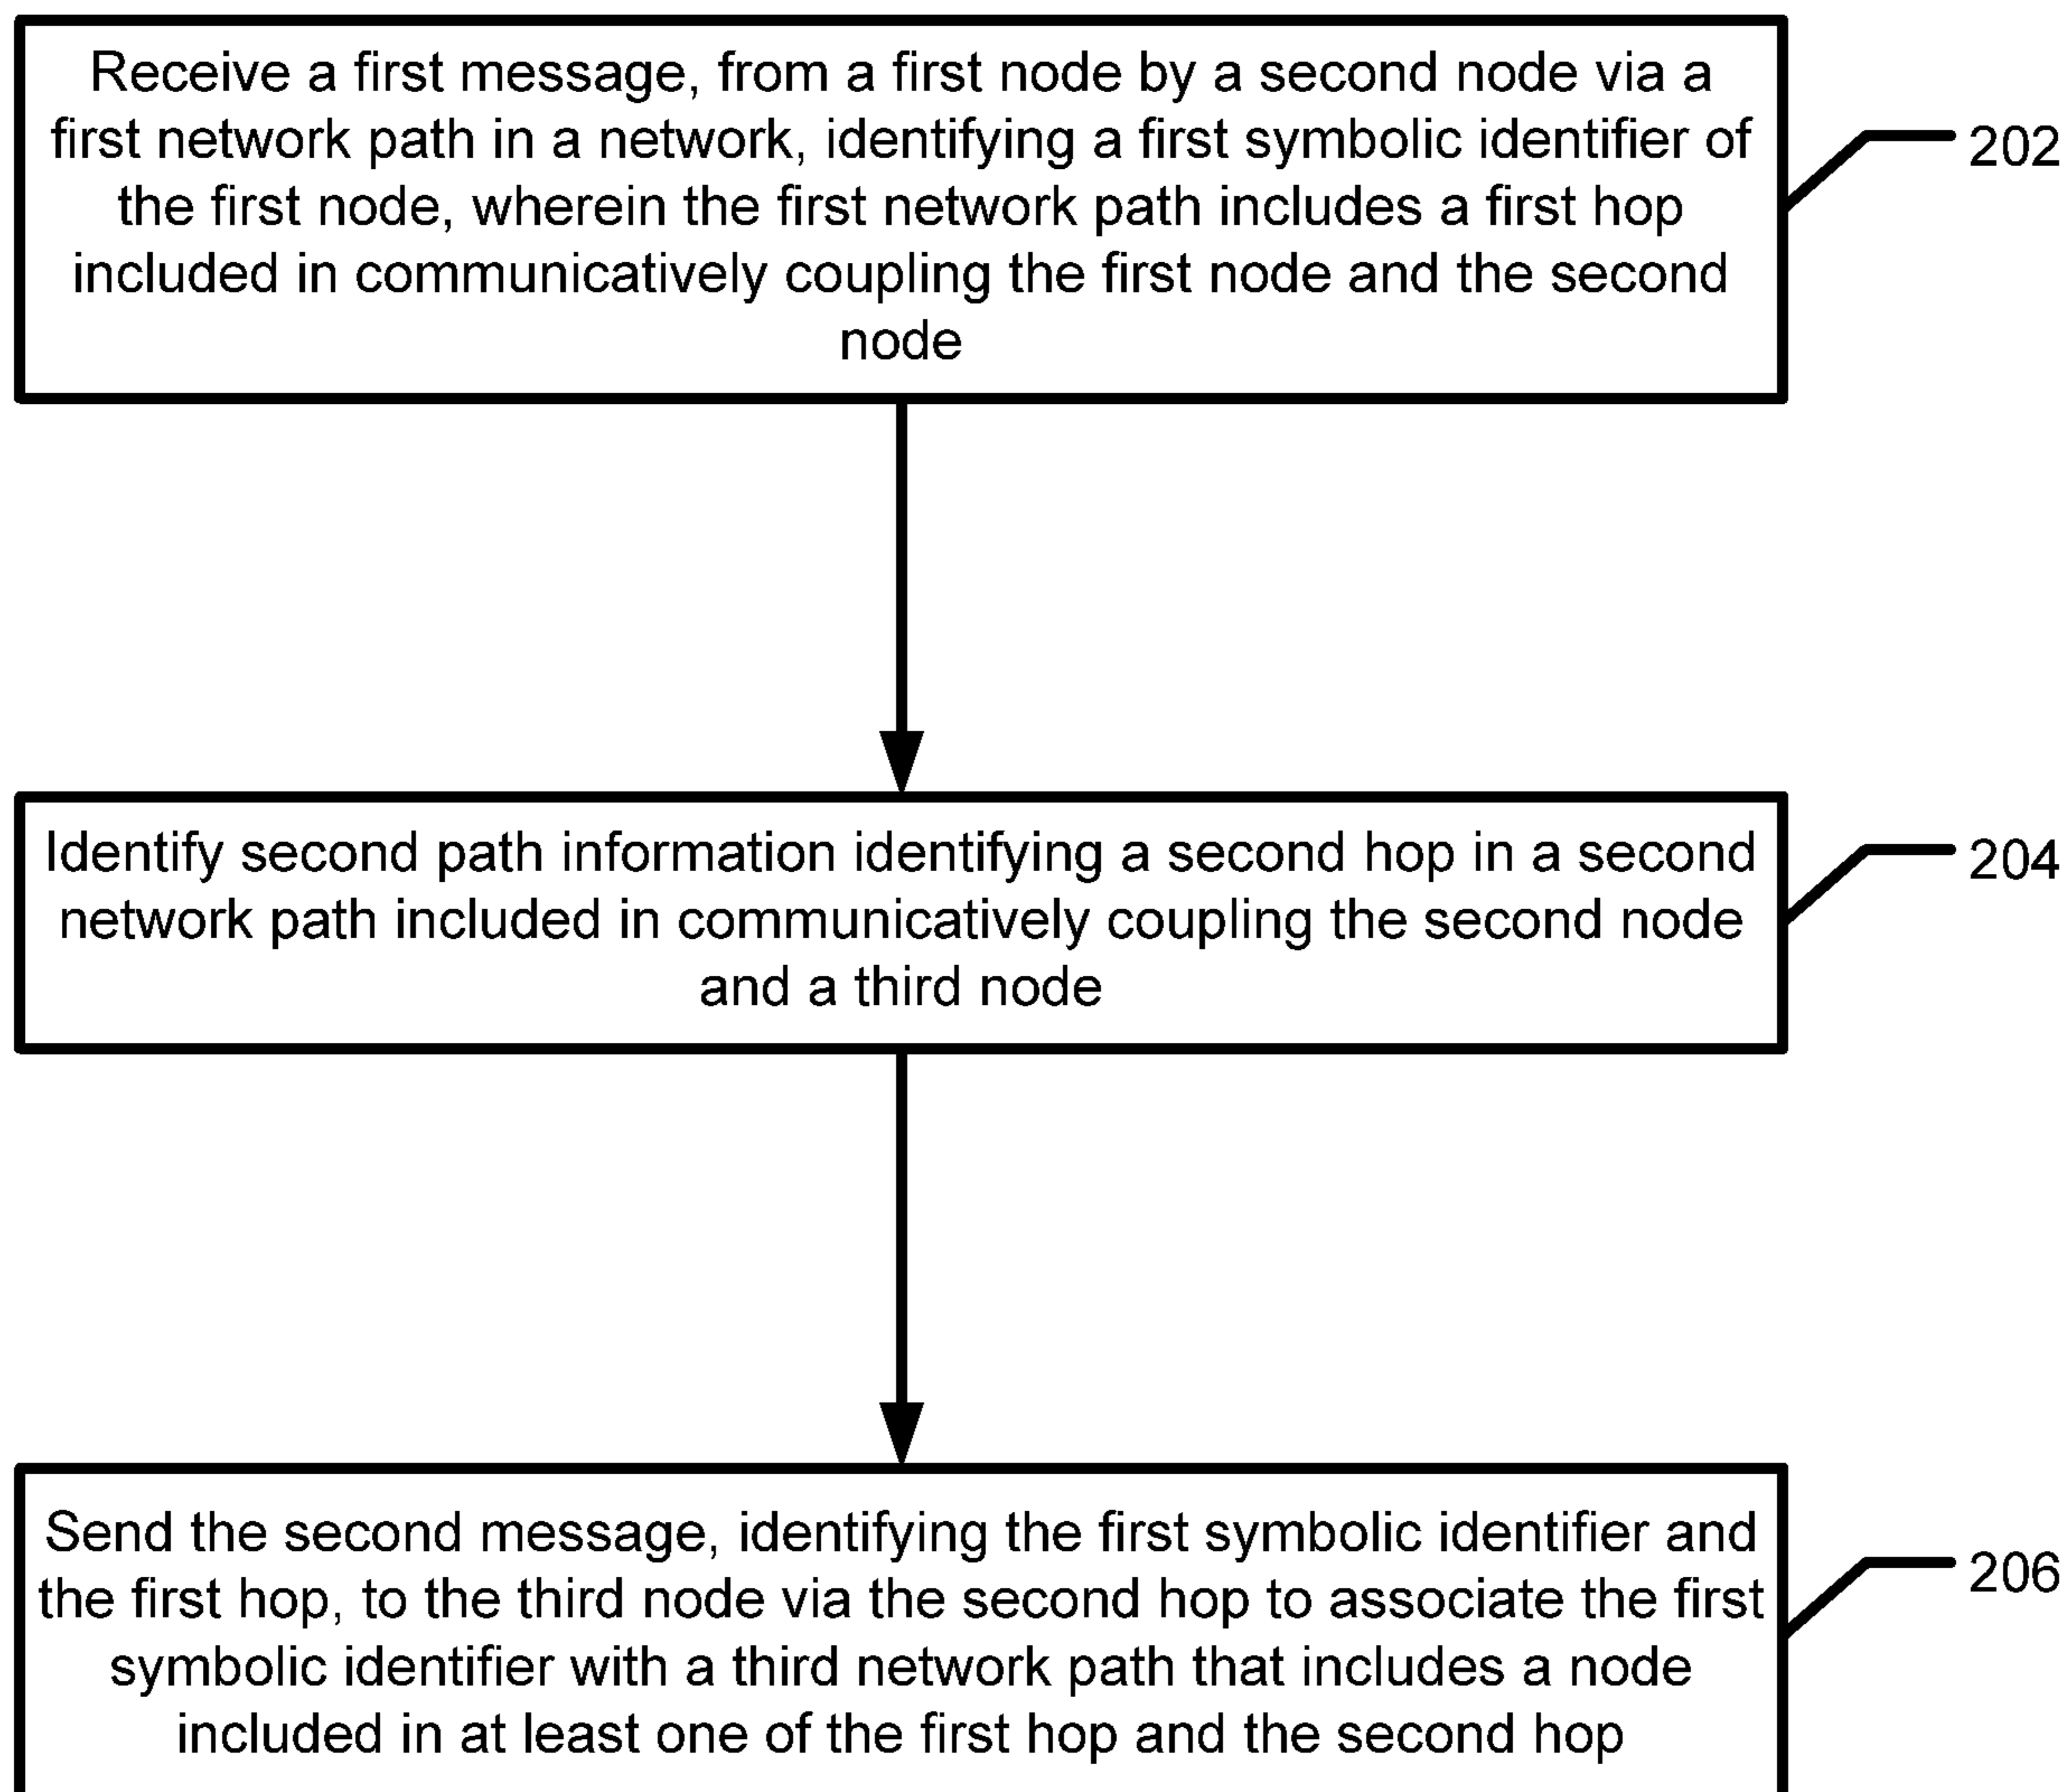 Receive a first message, from a first node by a second node via a
first network path in a network, identifying a first symbolic identifier of
the first node, wherein the first network path includes a first hop
included in communicatively coupling the first node and the second
node
202
Identify second path information identifying a second hop in a second
network path included in communicatively coupling the second node
and a third node
204
Send the second message, identifying the first symbolic identifier and
the first hop, to the third node via the second hop to associate the first
symbolic identifier with a third network path that includes a node
included in at least one of the first hop and the second hop
206